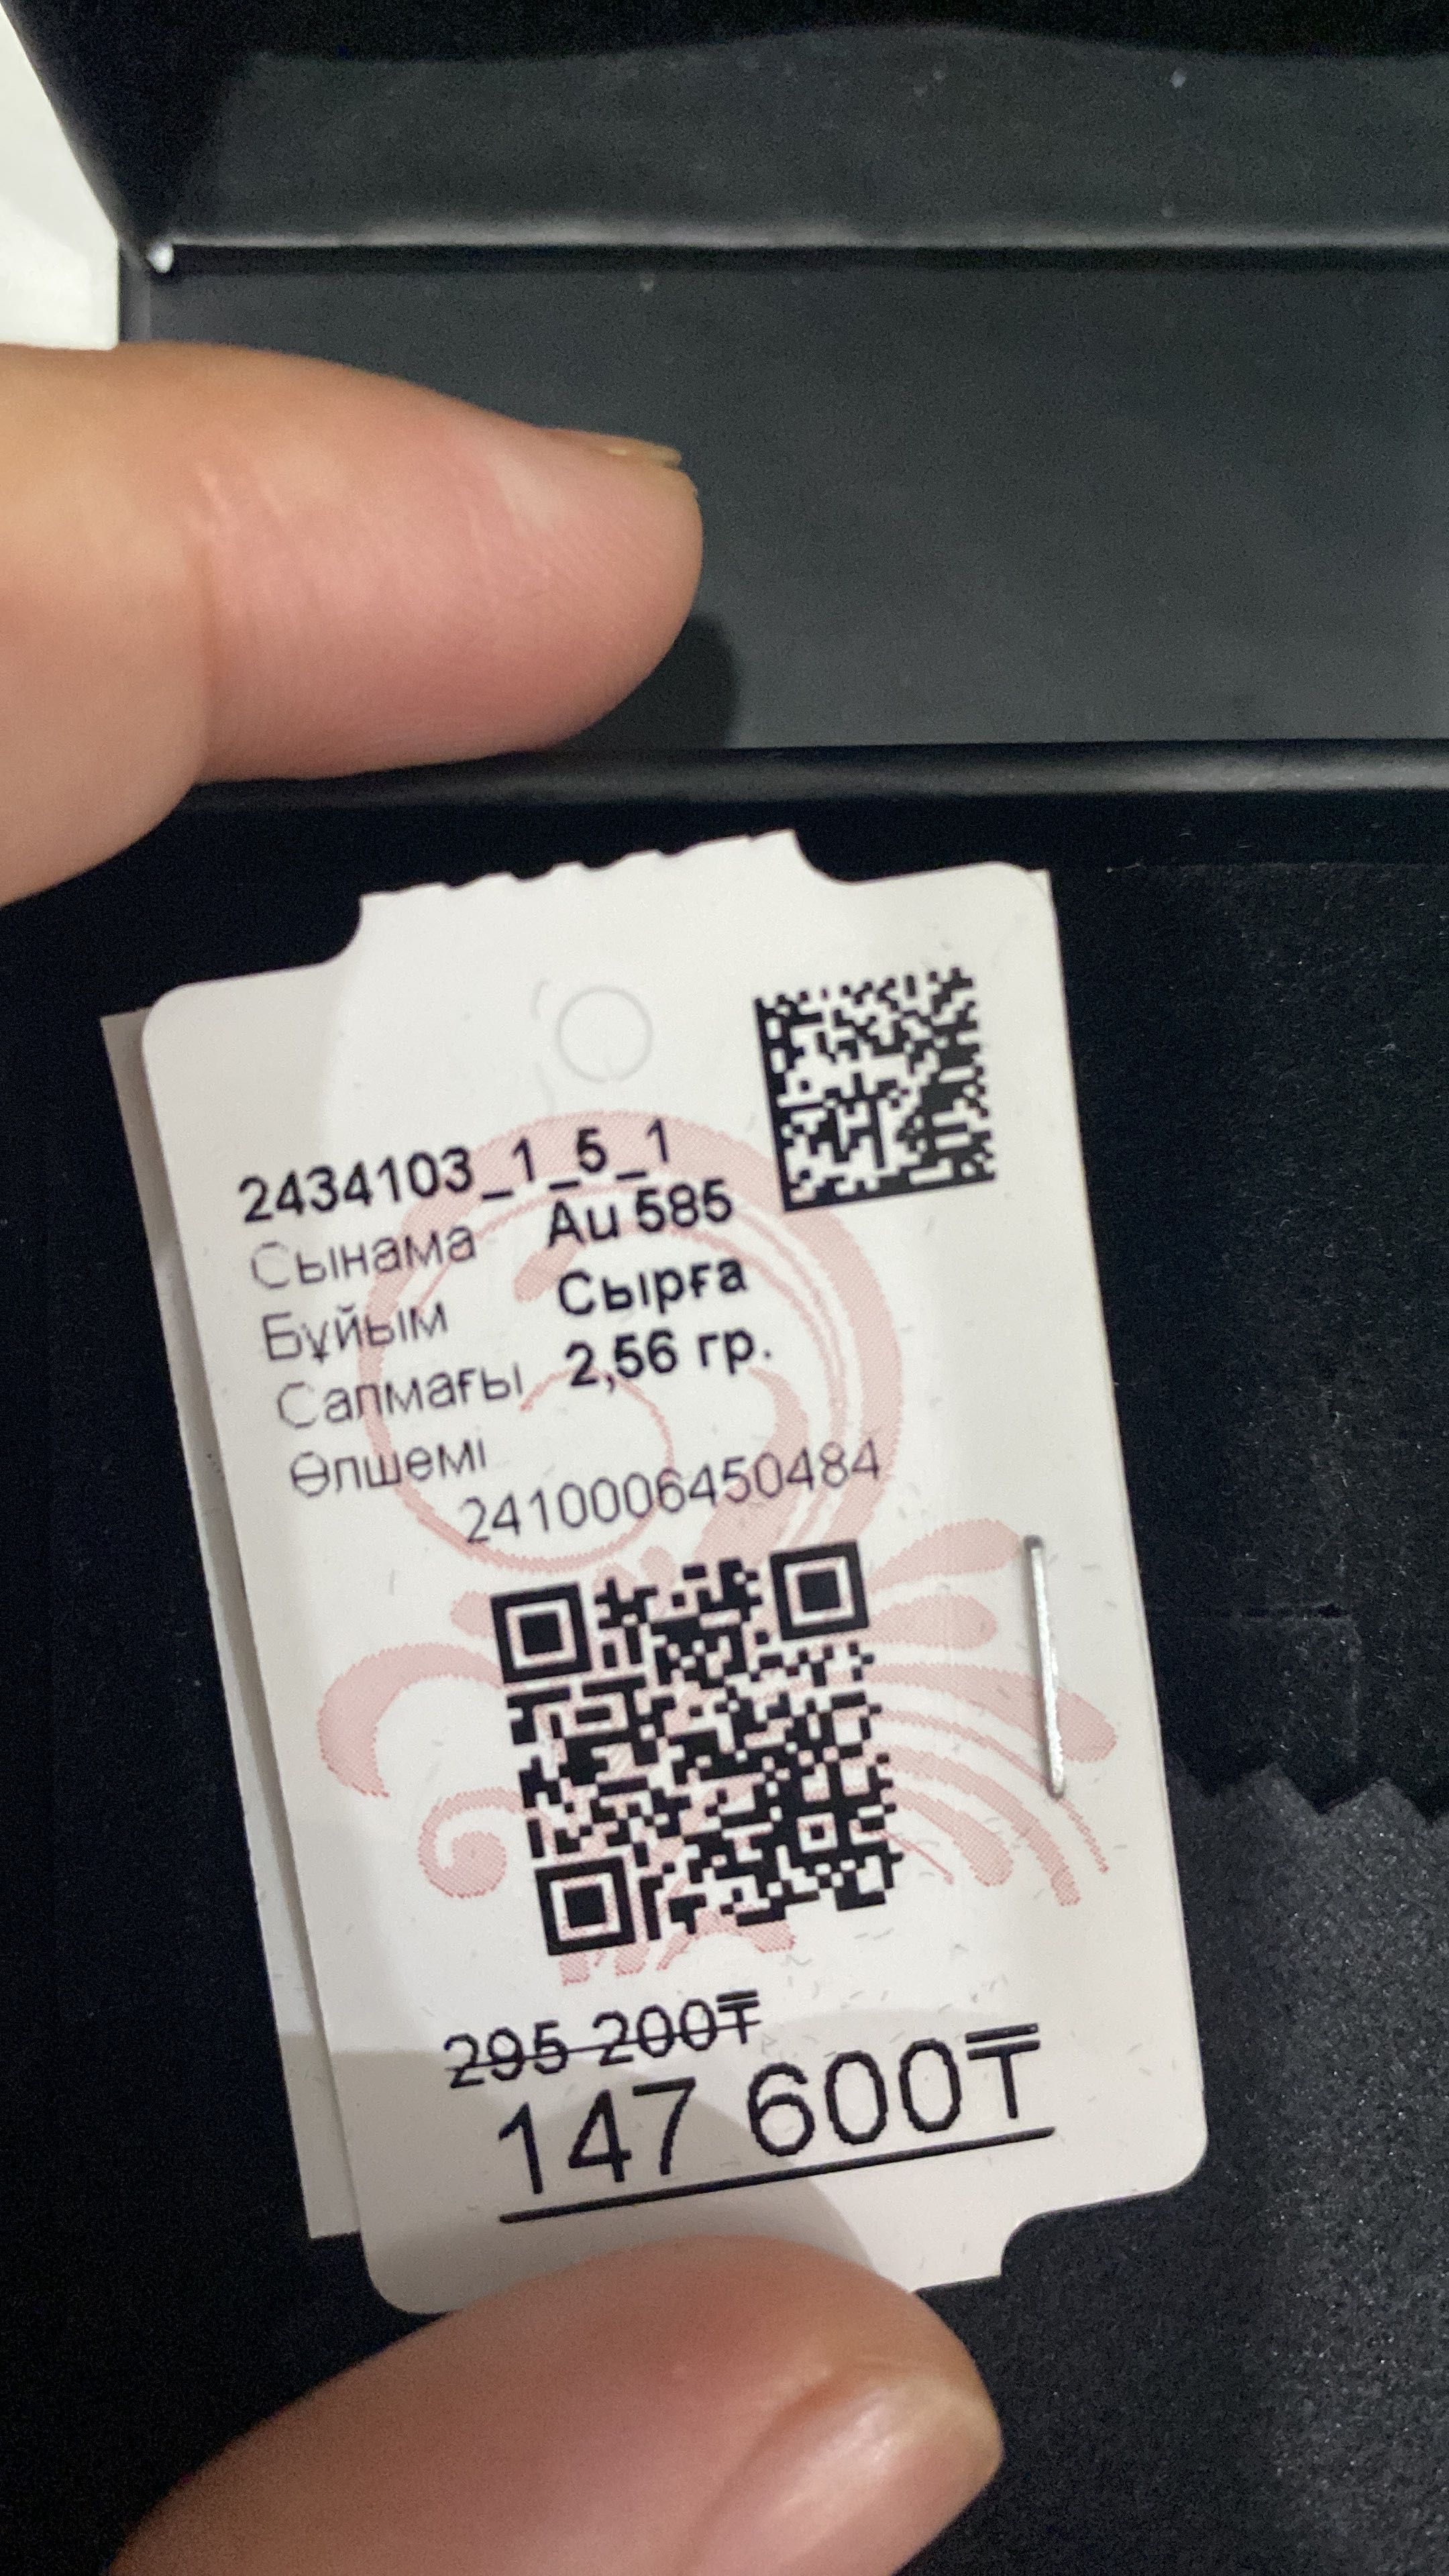 2434103_1_5_1
Сынама Au 585
Бұйым Сырға
Салмағы 2,56 гр.
Өлшемі
2410006450484
295 200₸
147 600₸